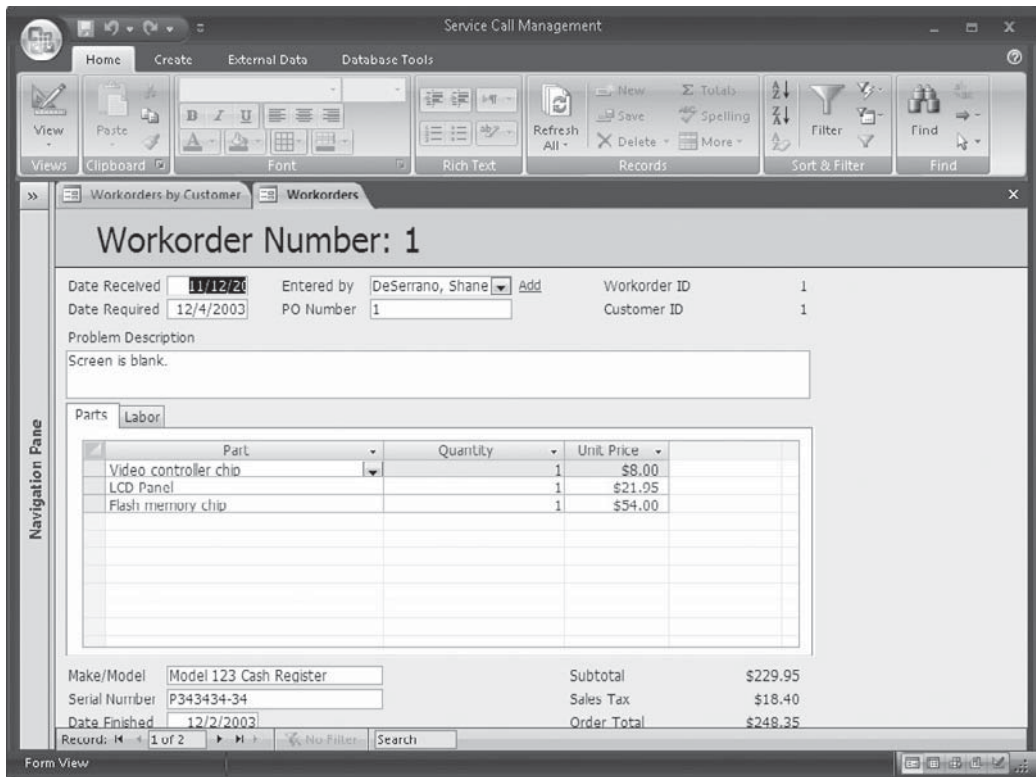 Service Call Management
Home Create External Data Database Tools
View
Paste
B I U
A
Refresh All
New
Save
Delete
Σ Totals
Spelling
More
Filter
Find
Views Clipboard Font Rich Text Records Sort & Filter Find
Workorders by Customer Workorders
Navigation Pane
Workorder Number: 1
Date Received 11/12/20 Entered by DeSerrano, Shane Add Workorder ID 1
Date Required 12/4/2003 PO Number 1 Customer ID 1
Problem Description
Screen is blank.
Parts Labor
Part Quantity Unit Price
Video controller chip 1 $8.00
LCD Panel 1 $21.95
Flash memory chip 1 $54.00
Make/Model Model 123 Cash Register Subtotal $229.95
Serial Number P343434-34 Sales Tax $18.40
Date Finished 12/2/2003 Order Total $248.35
Record: 1 of 2 No Filter Search
Form View